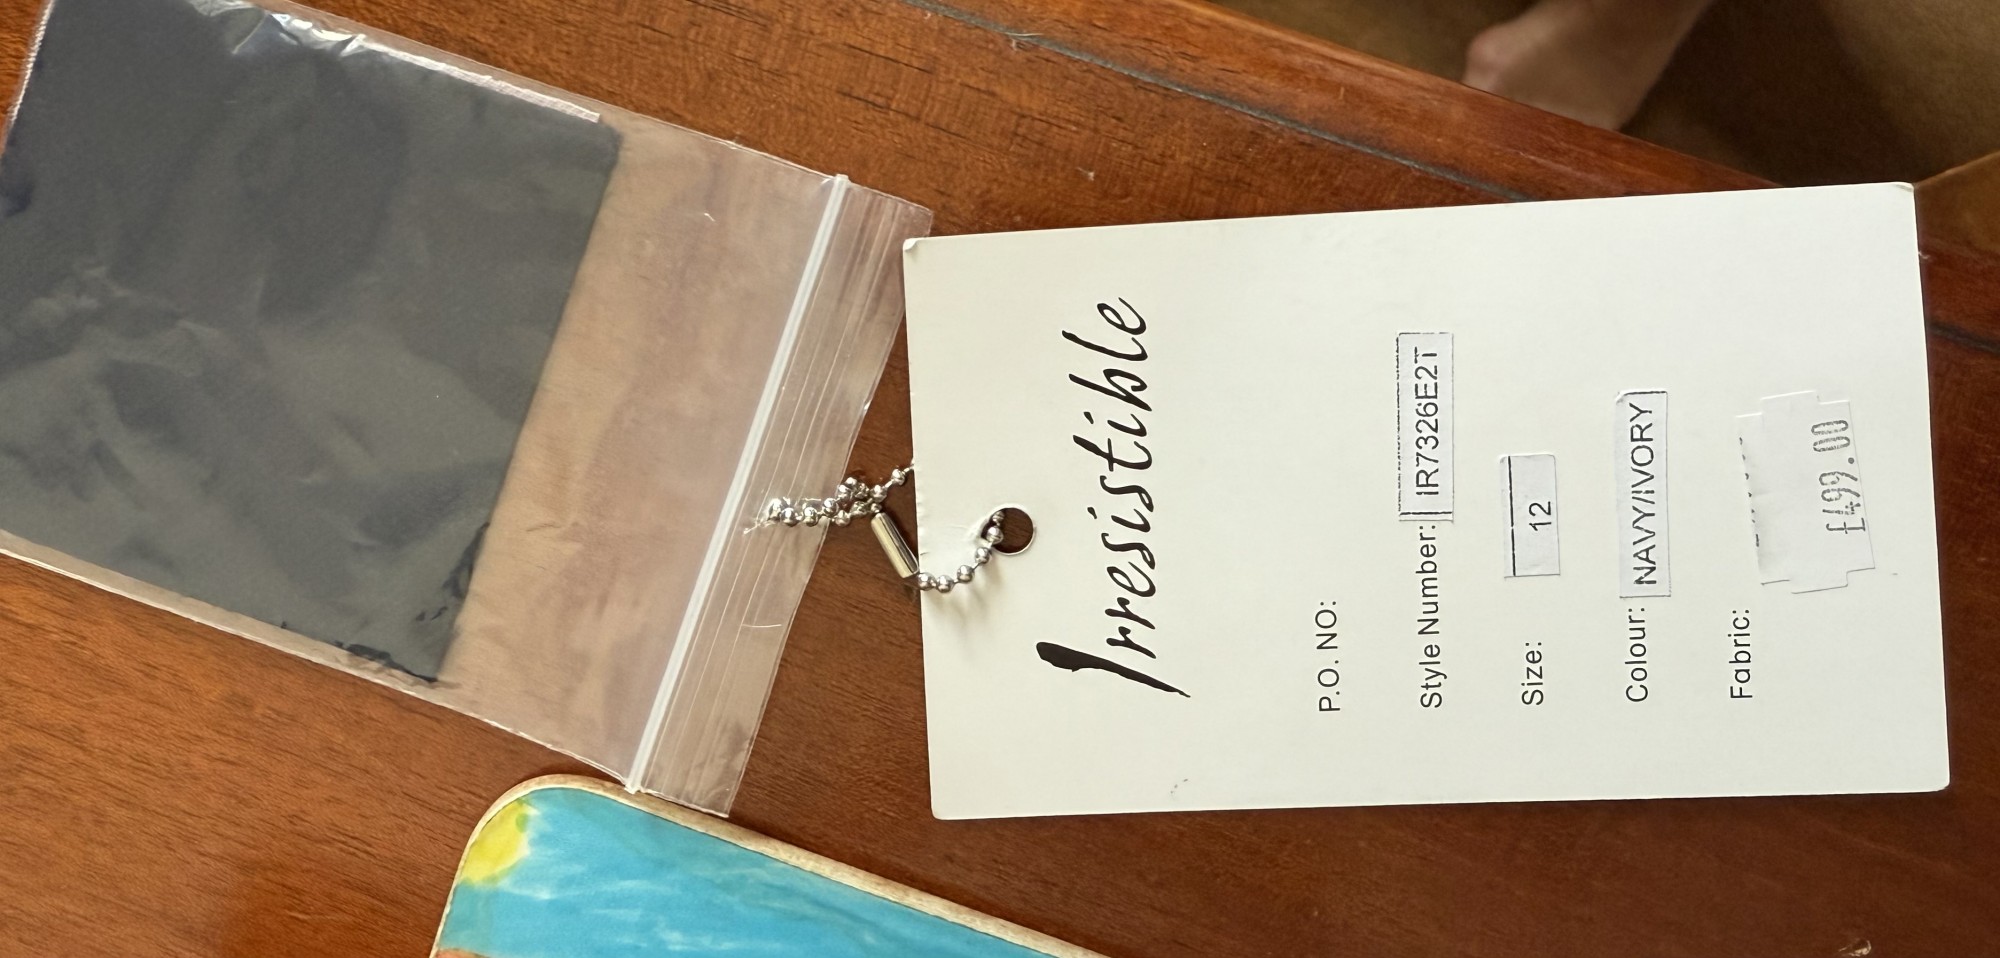 Irresistible
P.O. NO:
Style Number: IR7326E2T
Size: 12
Colour: NAVY/IVORY
Fabric:
£499.00